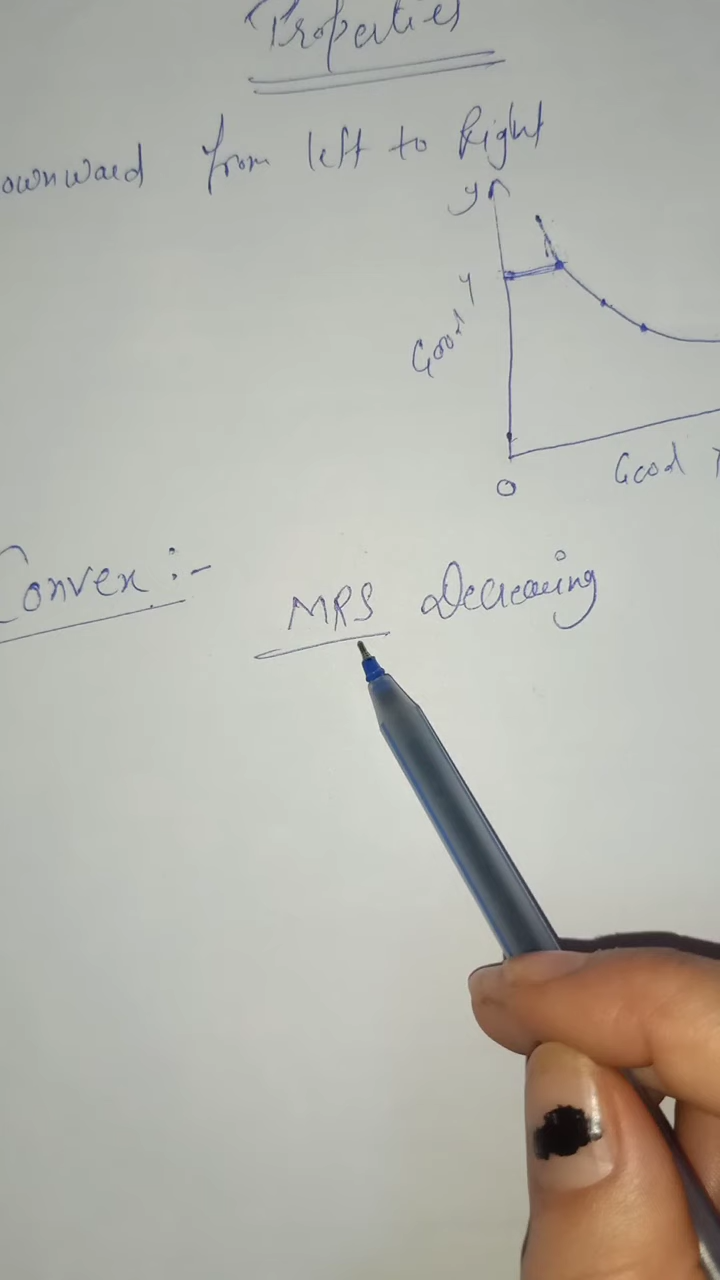 Properties
ownward from left to Right
y
Y
Good
O
Good
Convex :-
MRS Decreasing